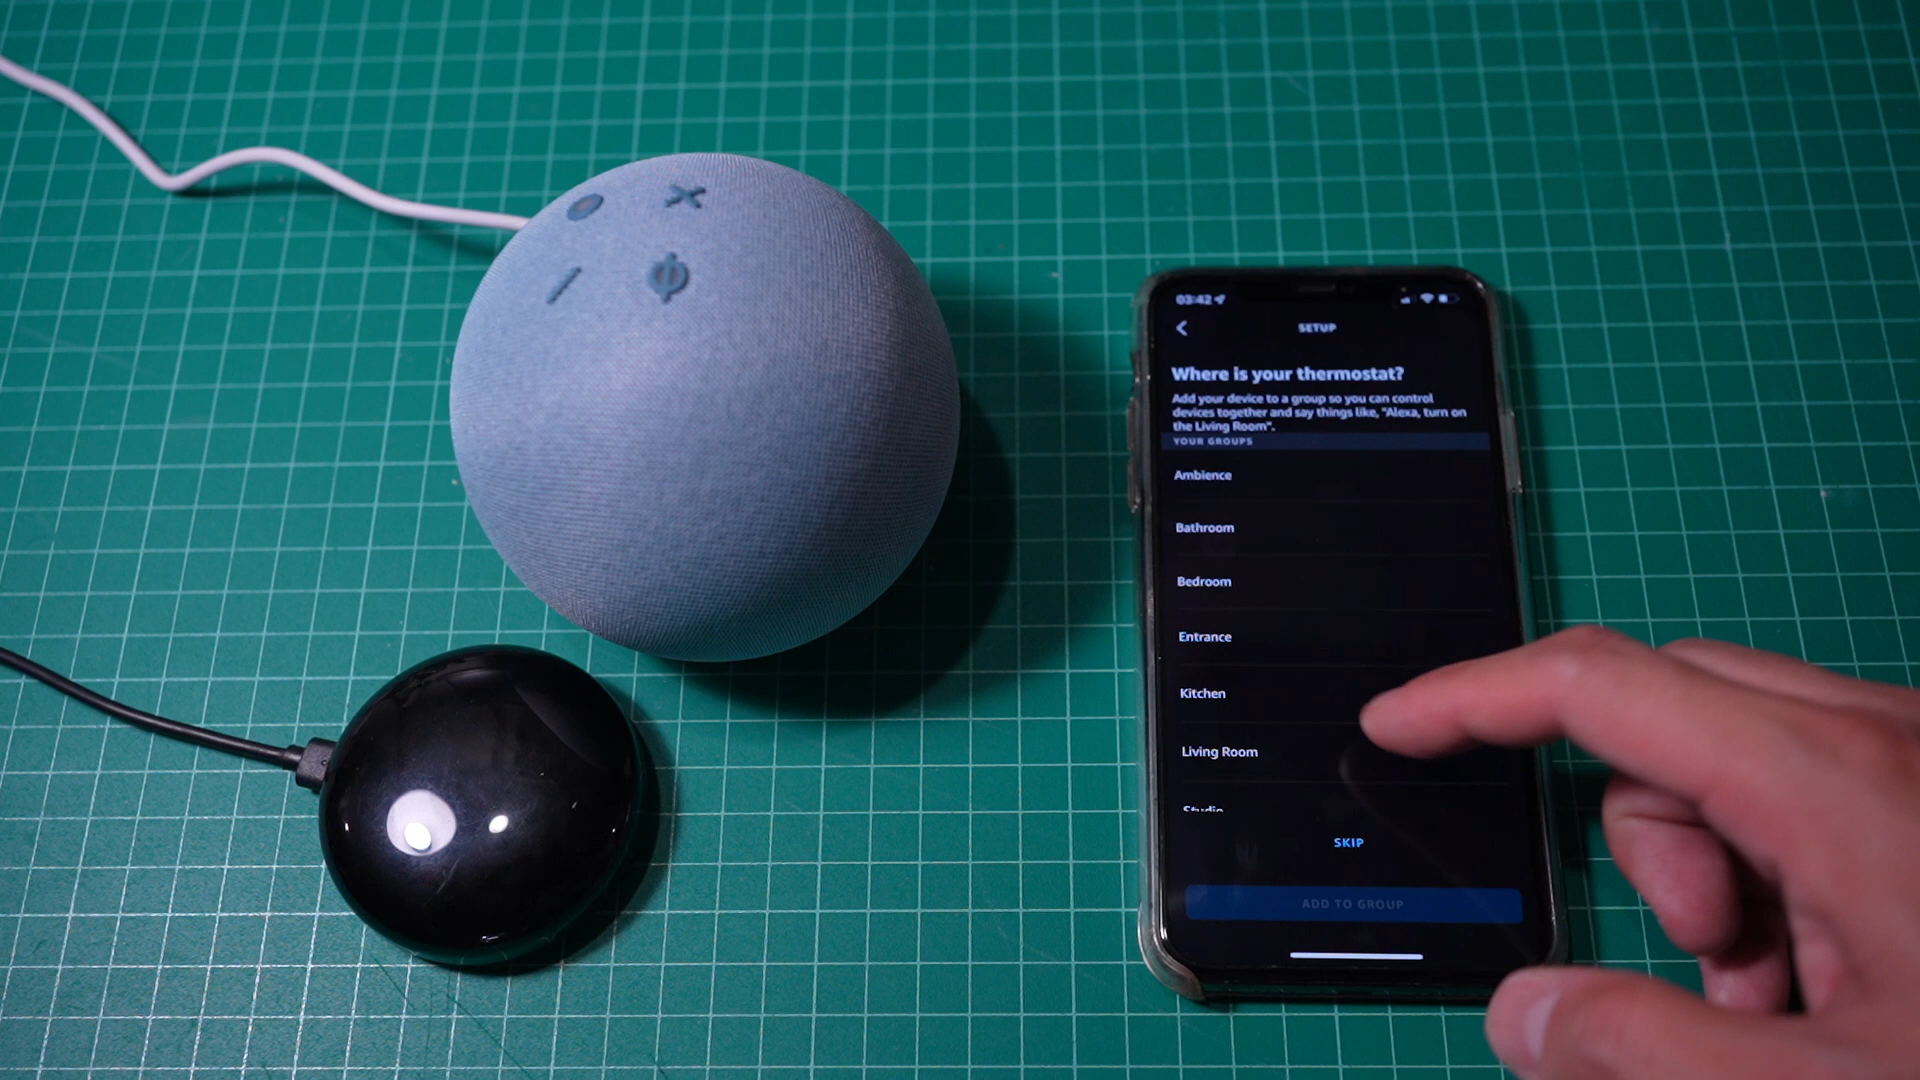 03:42
SETUP
Where is your thermostat?
Add your device to a group so you can control
devices together and say things like, "Alexa, turn on
the Living Room".
YOUR GROUPS
Ambience
Bathroom
Bedroom
Entrance
Kitchen
Living Room
Studio
SKIP
ADD TO GROUP